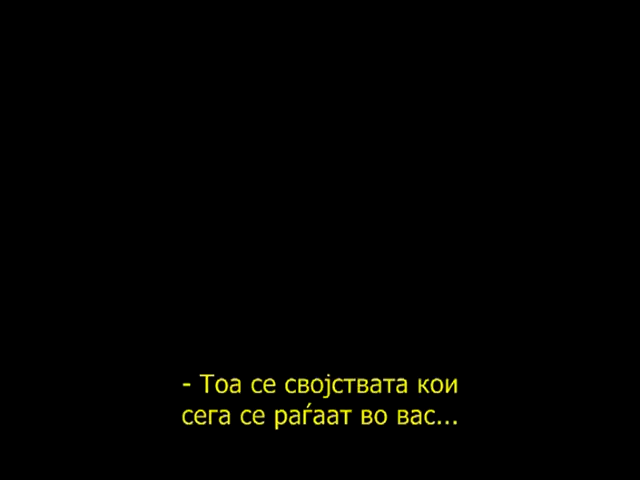 - Тоа се својствата кои
сега се раѓаат во вас...